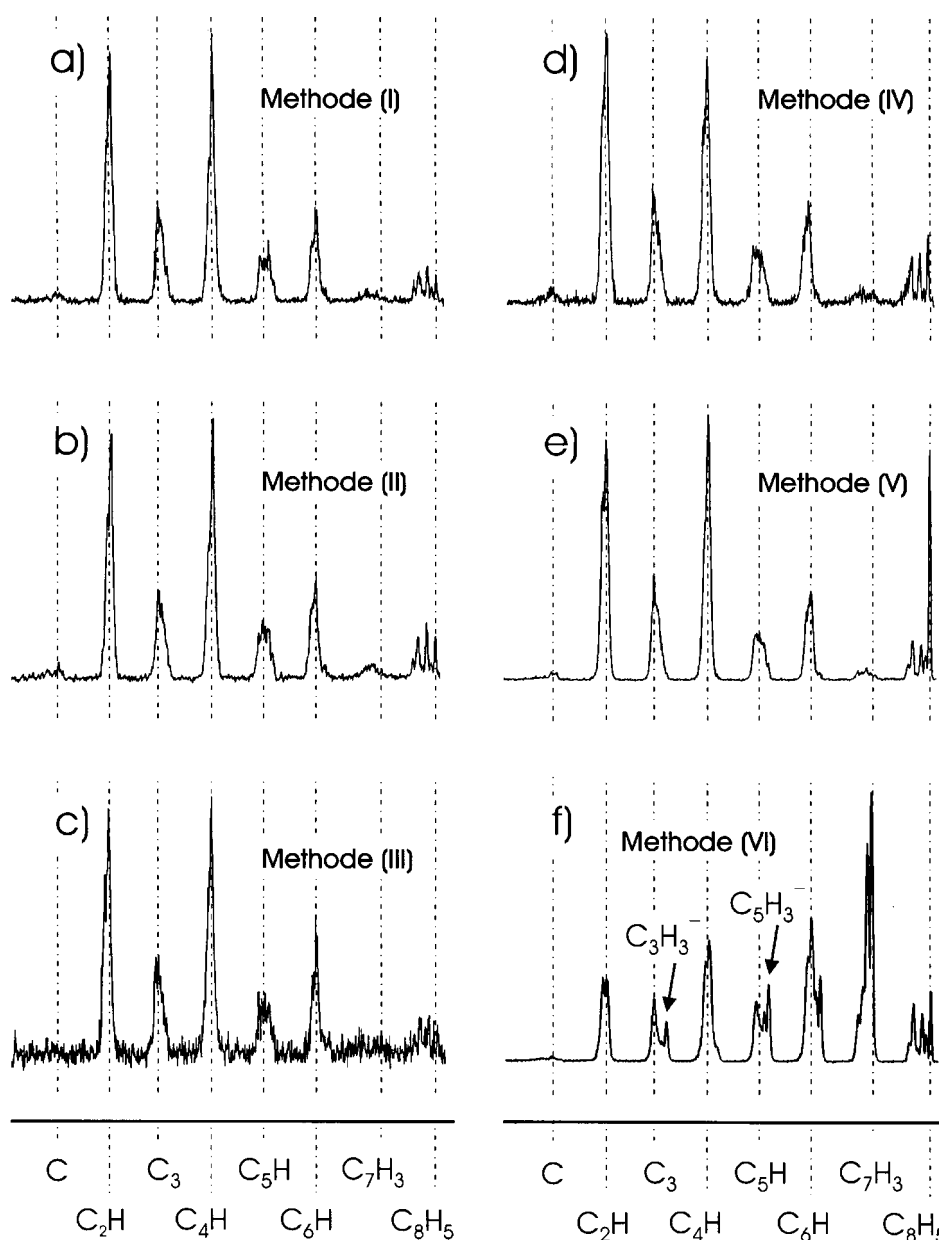 a)
Methode (I)
d)
Methode (IV)
b)
Methode (II)
e)
Methode (V)
c)
Methode (III)
f)
Methode (VI)
C₃H₃⁻
C₅H₃⁻
C C₃ C₅H C₇H₃
C₂H C₄H C₆H C₈H₅
C C₃ C₅H C₇H₃
C₂H C₄H C₆H C₈H₅